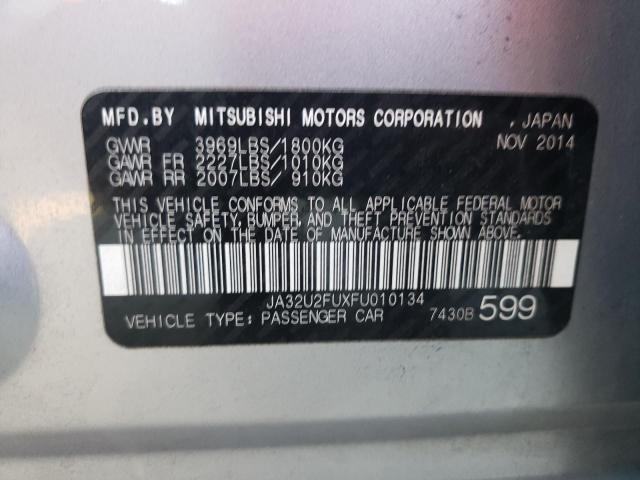 MFD.BY MITSUBISHI MOTORS CORPORATION . JAPAN
GVWR 3969LBS/1800KG NOV 2014
GAWR FR 2227LBS/1010KG
GAWR RR 2007LBS/ 910KG
THIS VEHICLE CONFORMS TO ALL APPLICABLE FEDERAL MOTOR
VEHICLE SAFETY,BUMPER,AND THEFT PREVENTION STANDARDS
IN EFFECT ON THE DATE OF MANUFACTURE SHOWN ABOVE.
JA32U2FUXFU010134
VEHICLE TYPE: PASSENGER CAR 7430B 599